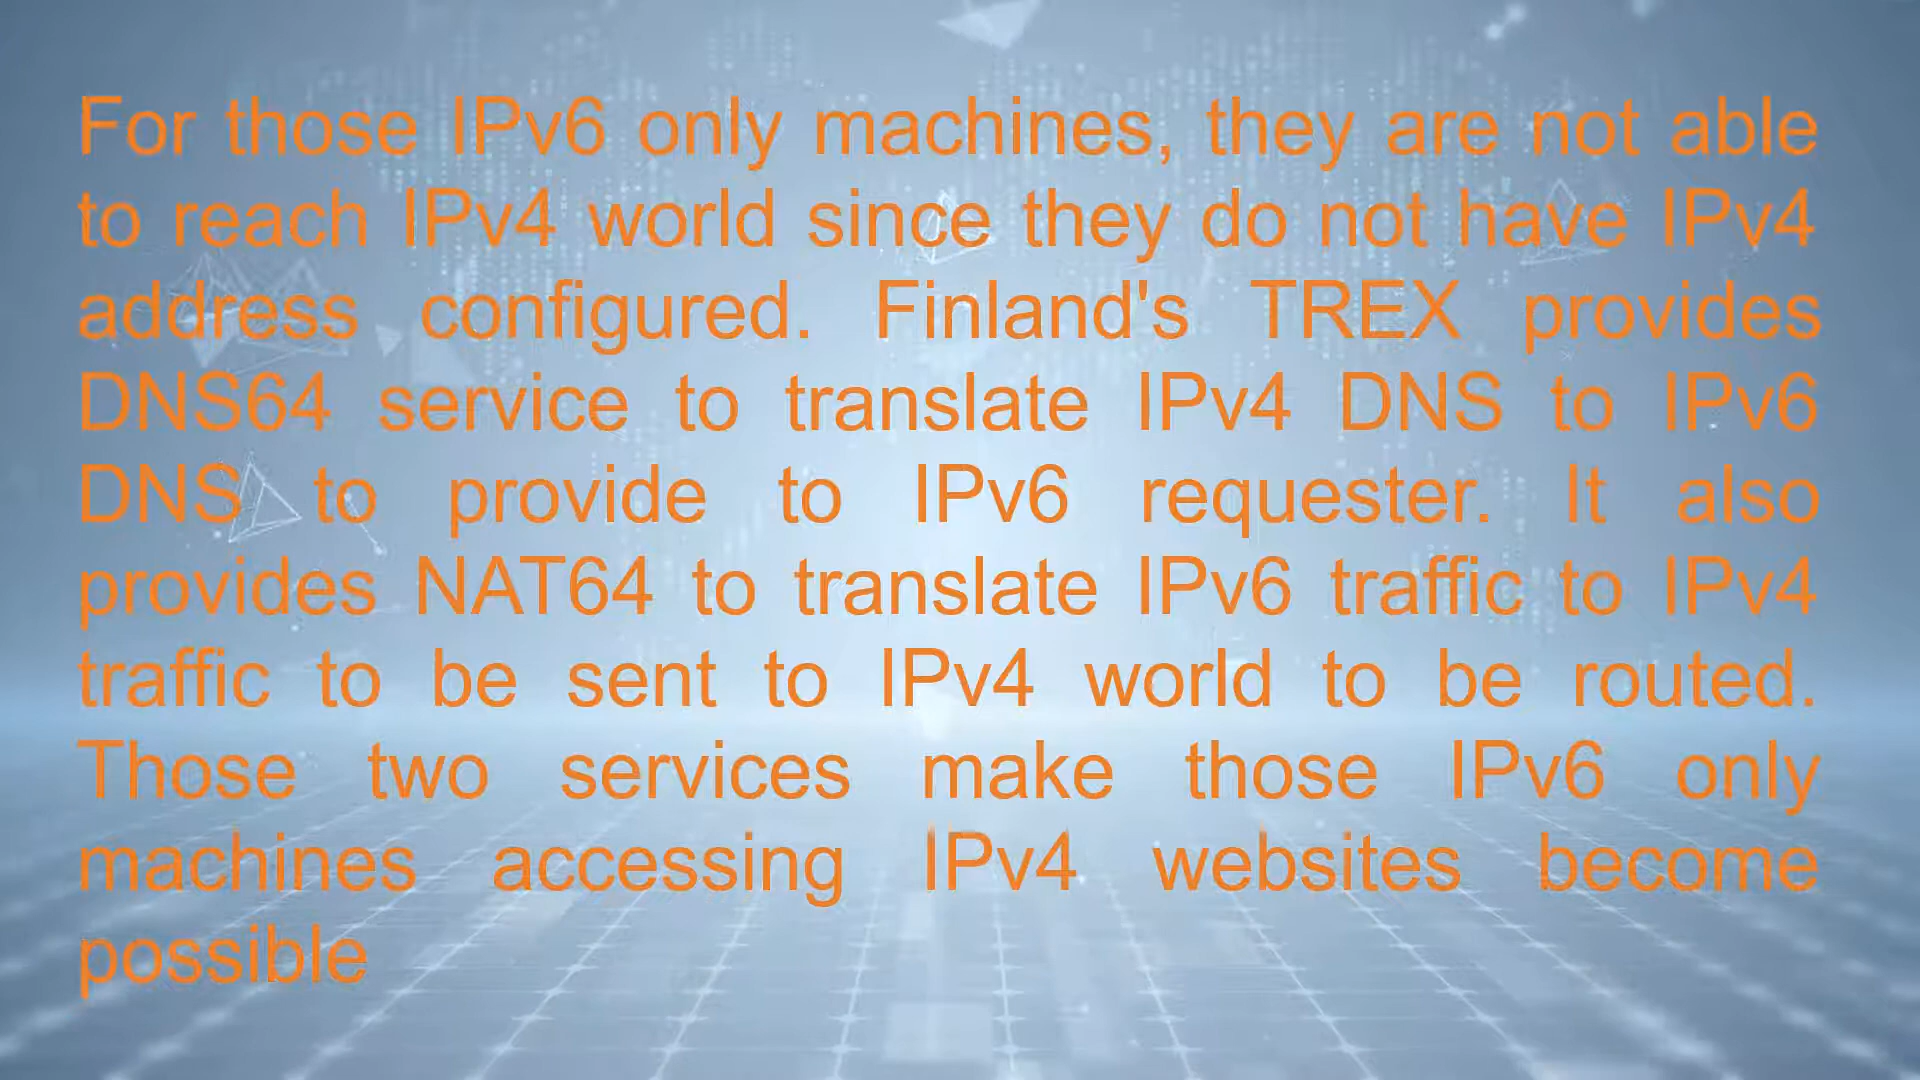 For those IPv6 only machines, they are not able
to reach IPv4 world since they do not have IPv4
address configured. Finland's TREX provides
DNS64 service to translate IPv4 DNS to IPv6
DNS to provide to IPv6 requester. It also
provides NAT64 to translate IPv6 traffic to IPv4
traffic to be sent to IPv4 world to be routed.
Those two services make those IPv6 only
machines accessing IPv4 websites become
possible